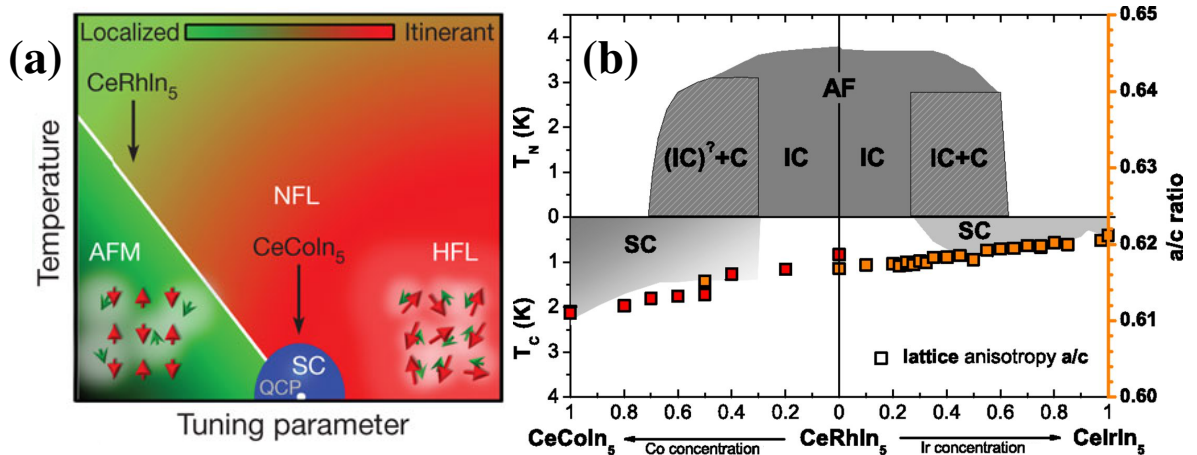 (a)
Localized Itinerant
CeRhIn5
NFL
CeCoIn5
AFM
HFL
SC
QCP
Temperature
Tuning parameter
(b)
4
3
2
1
0
1
2
3
4
T_N (K)
T_C (K)
AF
(IC)^?+C
IC
IC
IC+C
SC
SC
lattice anisotropy a/c
0.65
0.64
0.63
0.62
0.61
0.60
a/c ratio
1 0.8 0.6 0.4 0.2 0 0.2 0.4 0.6 0.8 1
CeCoIn5 Co concentration CeRhIn5 Ir concentration CeIrIn5